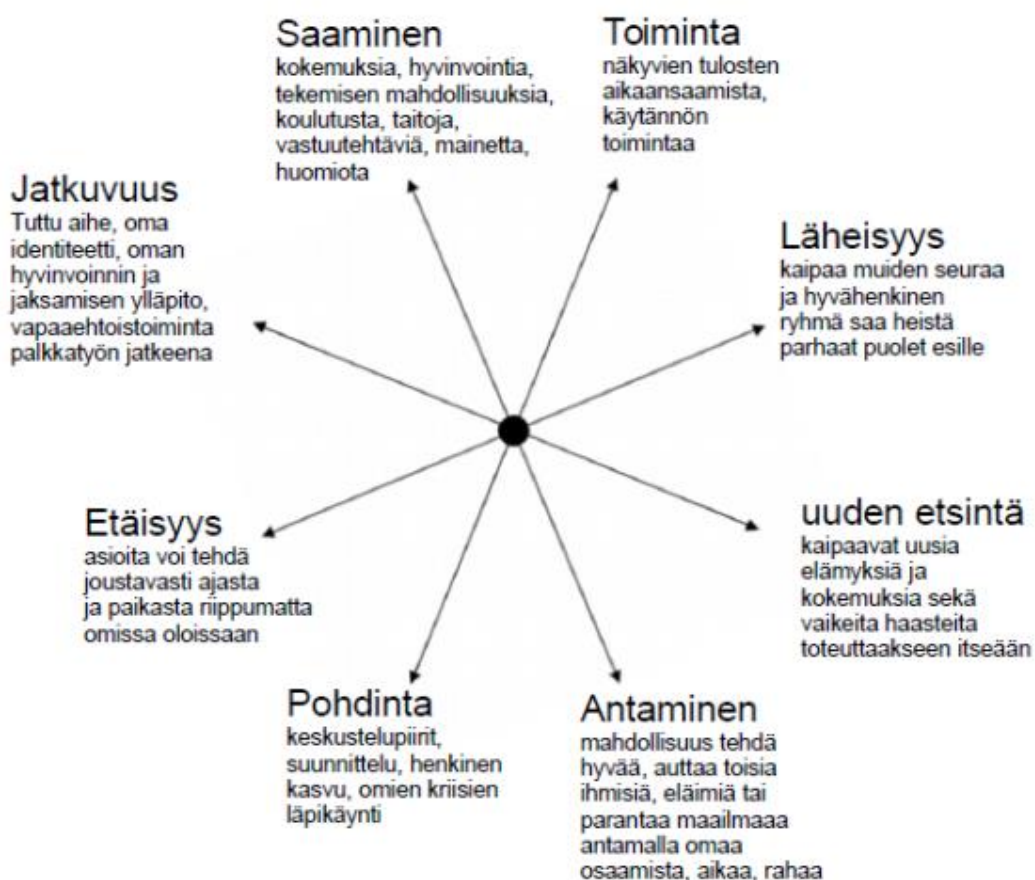 Saaminen
kokemuksia, hyvinvointia,
tekemisen mahdollisuuksia,
koulutusta, taitoja,
vastuutehtäviä, mainetta,
huomiota
Toiminta
näkyvien tulosten
aikaansaamista,
käytännön
toimintaa
Jatkuvuus
Tuttu aihe, oma
identiteetti, oman
hyvinvoinnin ja
jaksamisen ylläpito,
vapaaehtoistoiminta
palkkatyön jatkeena
Läheisyys
kaipaa muiden seuraa
ja hyvähenkinen
ryhmä saa heistä
parhaat puolet esille
Etäisyys
asioita voi tehdä
joustavasti ajasta
ja paikasta riippumatta
omissa oloissaan
uuden etsintä
kaipaavat uusia
elämyksiä ja
kokemuksia sekä
vaikeita haasteita
toteuttaakseen itseään
Pohdinta
keskustelupiirit,
suunnittelu, henkinen
kasvu, omien kriisien
läpikäynti
Antaminen
mahdollisuus tehdä
hyvää, auttaa toisia
ihmisiä, eläimiä tai
parantaa maailmaaa
antamalla omaa
osaamista, aikaa, rahaa